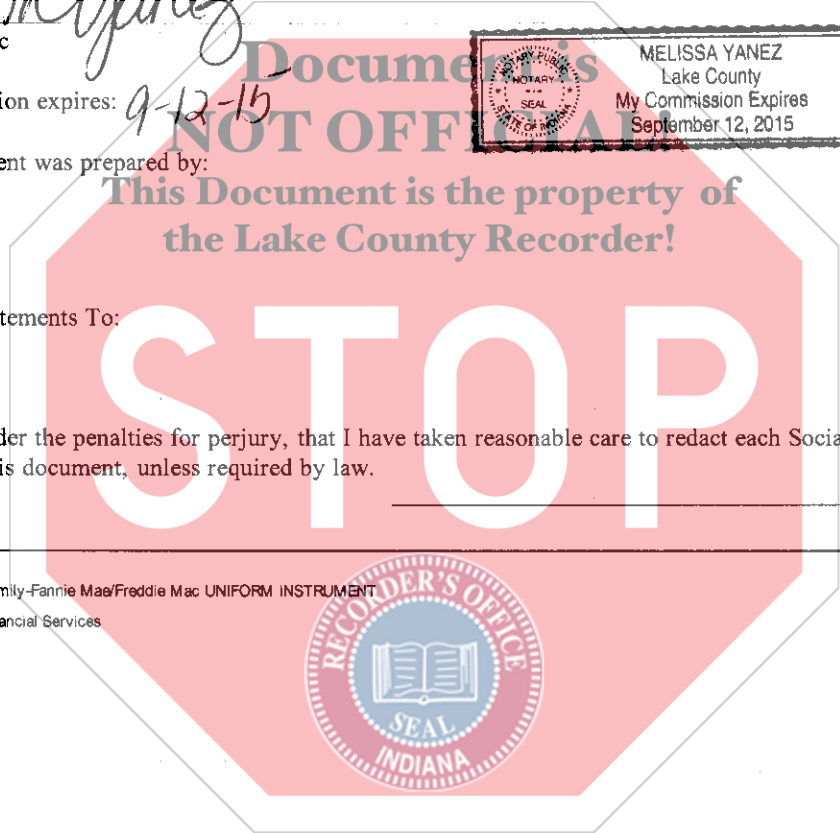 Yanez
c
MELISSA YANEZ
Lake County
My Commission Expires
September 12, 2015
NOTARY PUBLIC
NOTARY
SEAL
STATE OF INDIANA
ion expires: 9-12-15
Document is
NOT OFFICIAL!
ent was prepared by:
This Document is the property of
the Lake County Recorder!
tements To:
STOP
der the penalties for perjury, that I have taken reasonable care to redact each Socia
is document, unless required by law.
mily-Fannie Mae/Freddie Mac UNIFORM INSTRUMENT
ancial Services
RECORDER'S OFFICE
SEAL
INDIANA